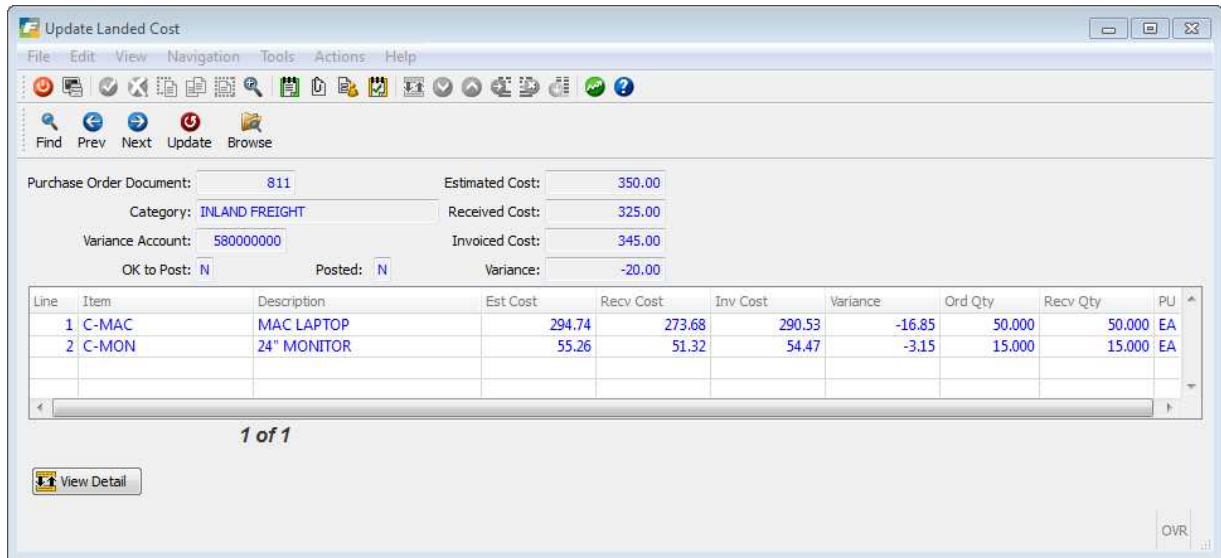 Update Landed Cost
File Edit View Navigation Tools Actions Help
Find Prev Next Update Browse
Purchase Order Document: 811 Estimated Cost: 350.00
Category: INLAND FREIGHT Received Cost: 325.00
Variance Account: 580000000 Invoiced Cost: 345.00
OK to Post: N Posted: N Variance: -20.00
Line Item Description Est Cost Recv Cost Inv Cost Variance Ord Qty Recv Qty PU
1 C-MAC MAC LAPTOP 294.74 273.68 290.53 -16.85 50.000 50.000 EA
2 C-MON 24" MONITOR 55.26 51.32 54.47 -3.15 15.000 15.000 EA
1 of 1
View Detail
OVR